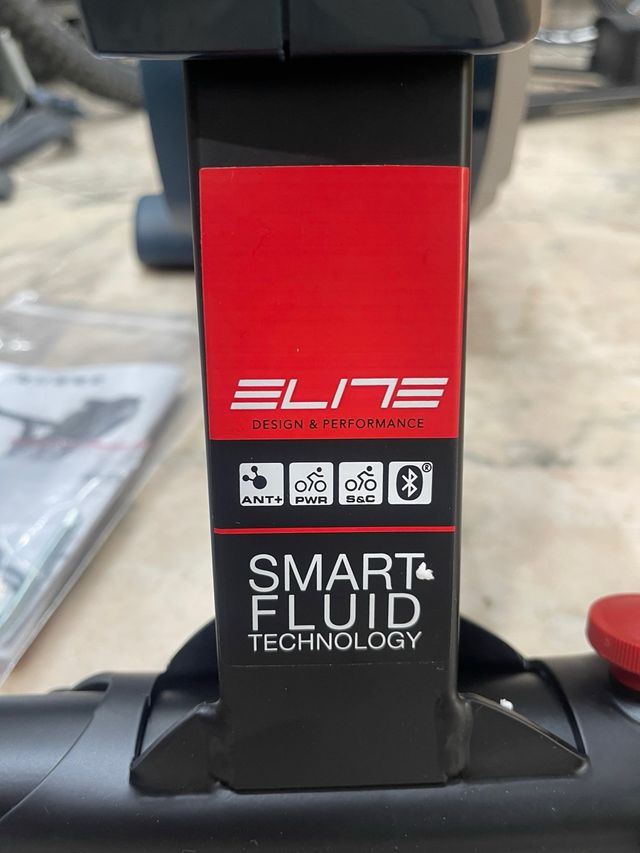 ELITE
DESIGN & PERFORMANCE
ANT+ PWR S&C ®
SMART
FLUID
TECHNOLOGY